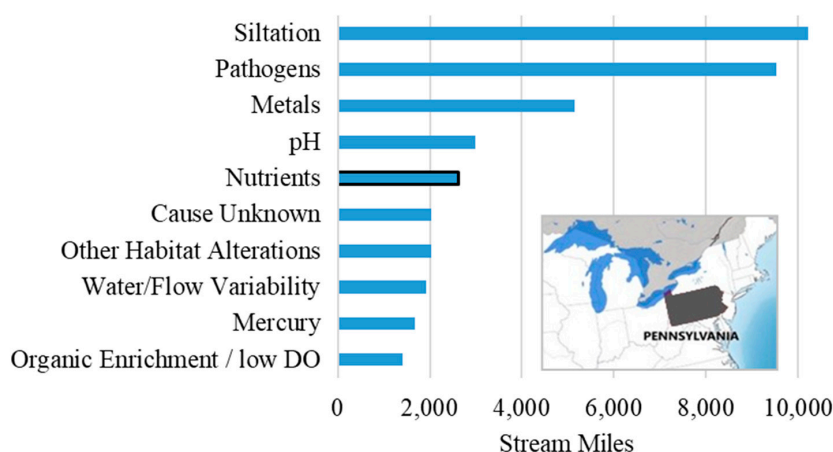 Siltation
Pathogens
Metals
pH
Nutrients
Cause Unknown
Other Habitat Alterations
Water/Flow Variability
Mercury
Organic Enrichment / low DO
PENNSYLVANIA
0 2,000 4,000 6,000 8,000 10,000
Stream Miles